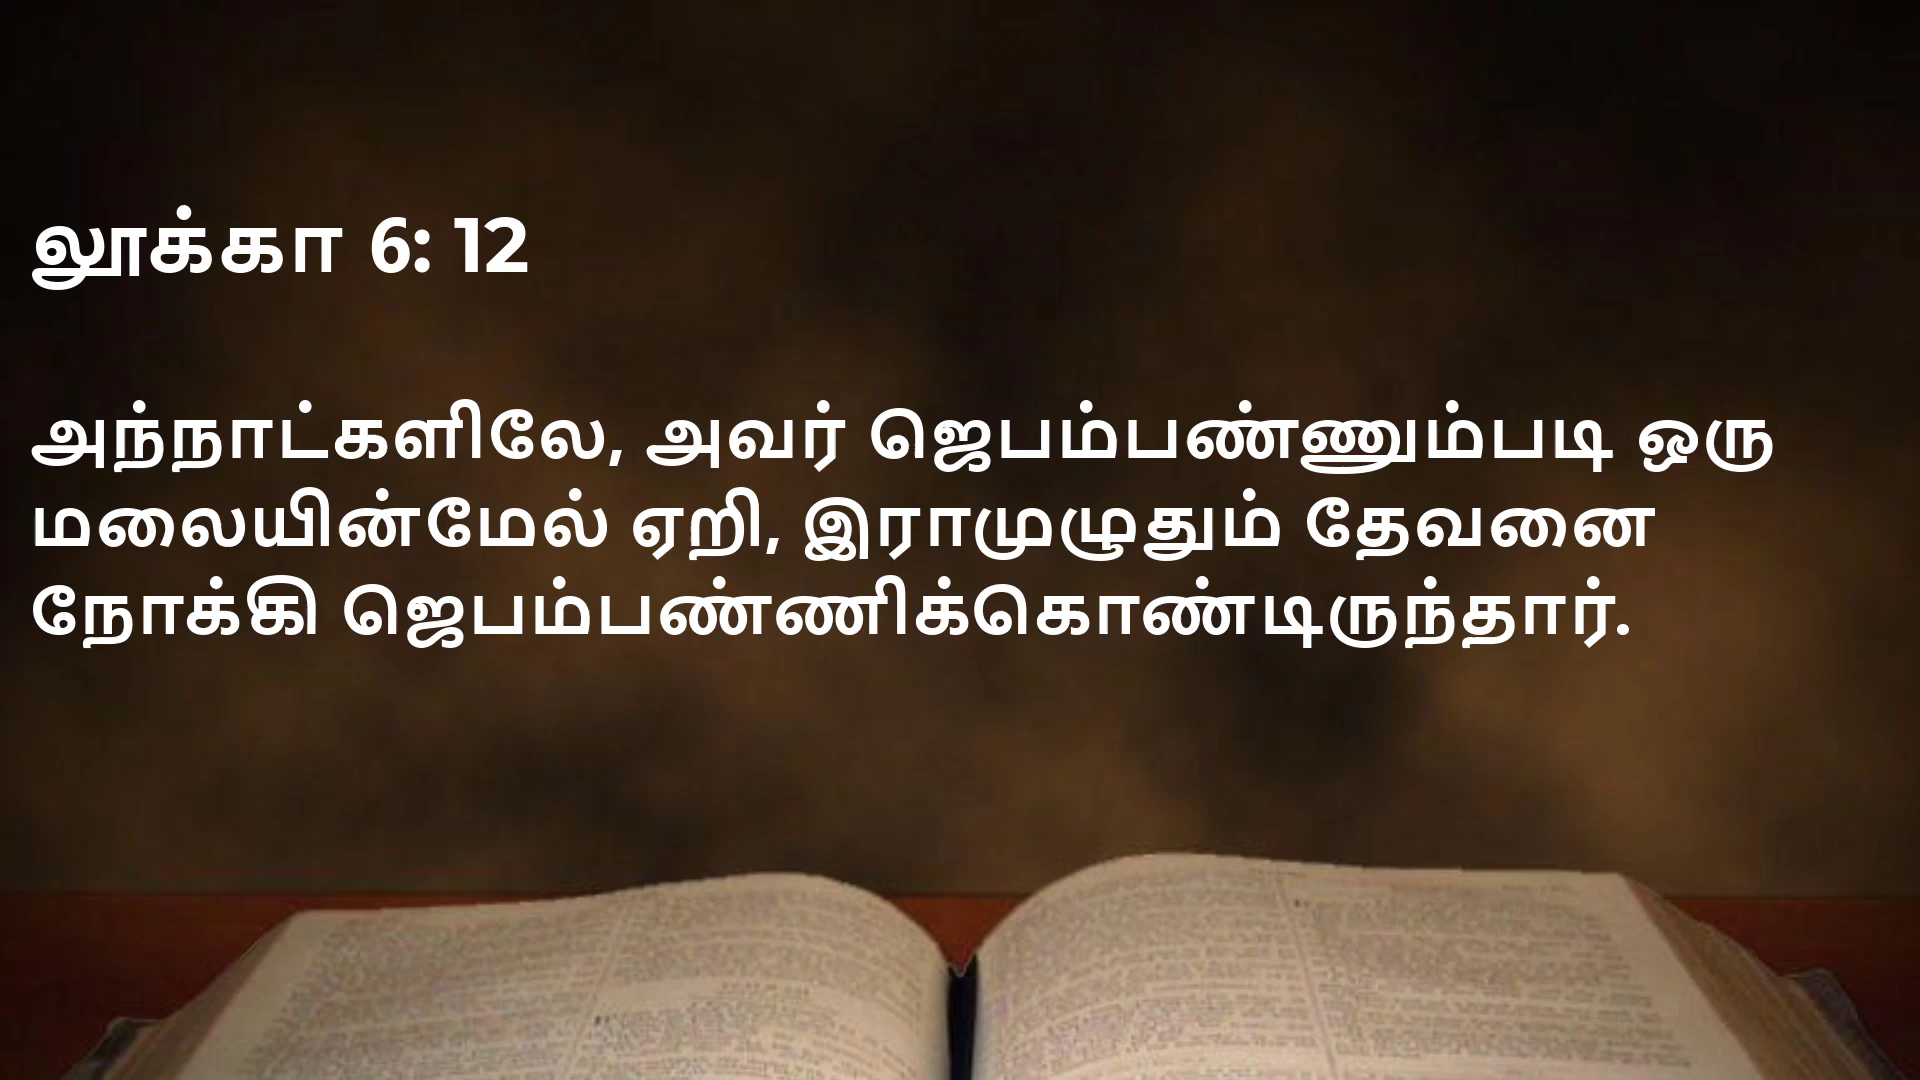 லூக்கா 6: 12
அந்நாட்களிலே, அவர் ஜெபம்பண்ணும்படி ஒரு
மலையின்மேல் ஏறி, இராமுழுதும் தேவனை
நோக்கி ஜெபம்பண்ணிக்கொண்டிருந்தார்.